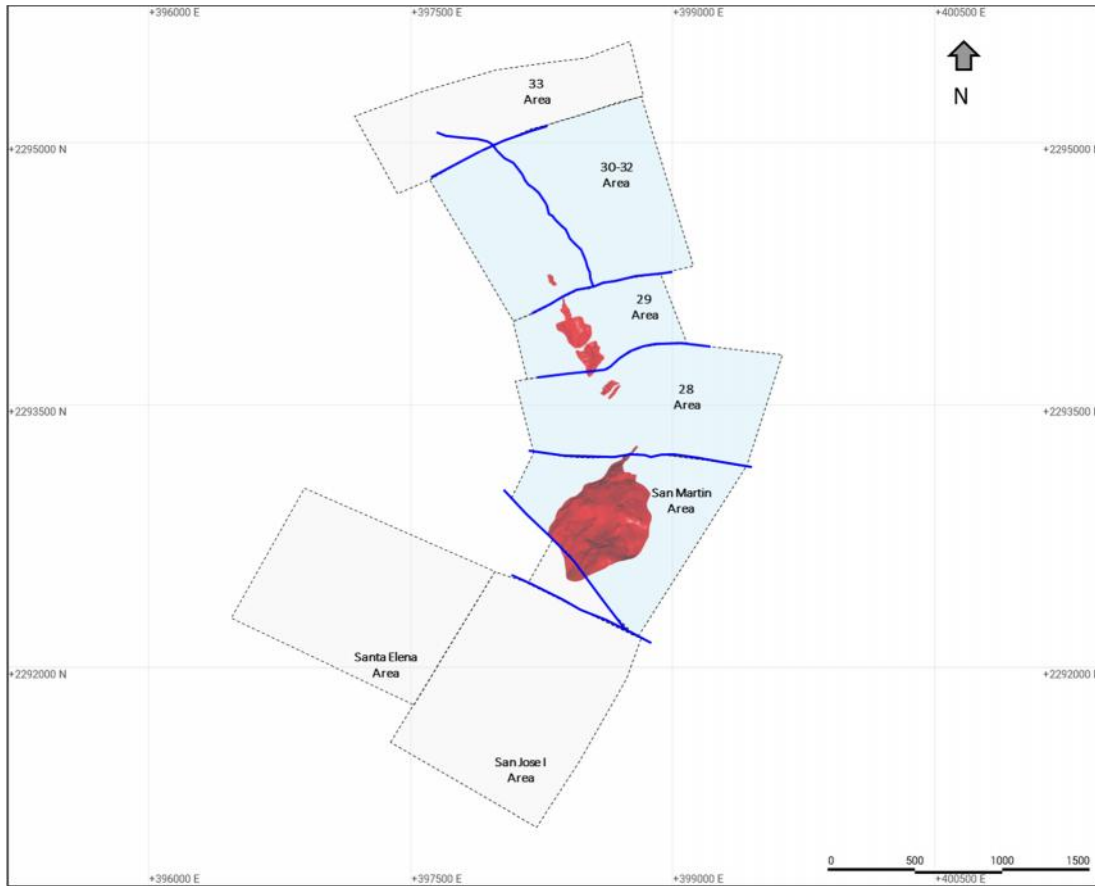 +396000 E
+397500 E
+399000 E
+400500 E
N
33
Area
+2295000 N
+2295000 N
30-32
Area
29
Area
28
Area
+2293500 N
+2293500 N
San Martin
Area
Santa Elena
Area
+2292000 N
+2292000 N
San Jose I
Area
0
500
1000
1500
+396000 E
+397500 E
+399000 E
+400500 E